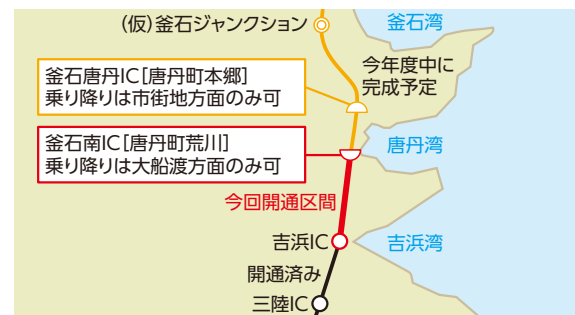 (仮)釜石ジャンクション
釜石湾
今年度中に
完成予定
釜石唐丹IC[唐丹町本郷]
乗り降りは市街地方面のみ可
釜石南IC[唐丹町荒川]
乗り降りは大船渡方面のみ可
唐丹湾
今回開通区間
吉浜IC
吉浜湾
開通済み
三陸IC